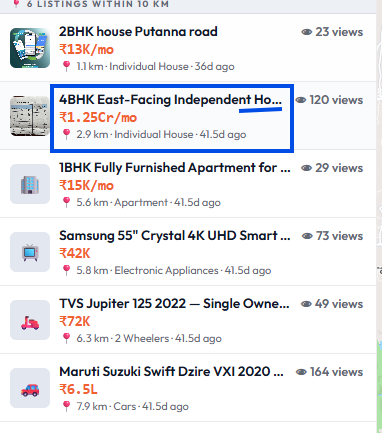 6 LISTINGS WITHIN 10 KM
2BHK house Putanna road
23 views
₹13K/mo
1.1 km · Individual House · 36d ago
4BHK East-Facing Independent Ho...
120 views
₹1.25Cr/mo
2.9 km · Individual House · 41.5d ago
1BHK Fully Furnished Apartment for ...
29 views
₹15K/mo
5.6 km · Apartment · 41.5d ago
Samsung 55" Crystal 4K UHD Smart ...
73 views
₹42K
5.8 km · Electronic Appliances · 41.5d ago
TVS Jupiter 125 2022 — Single Owne...
49 views
₹72K
6.3 km · 2 Wheelers · 41.5d ago
Maruti Suzuki Swift Dzire VXI 2020 ...
164 views
₹6.5L
7.9 km · Cars · 41.5d ago